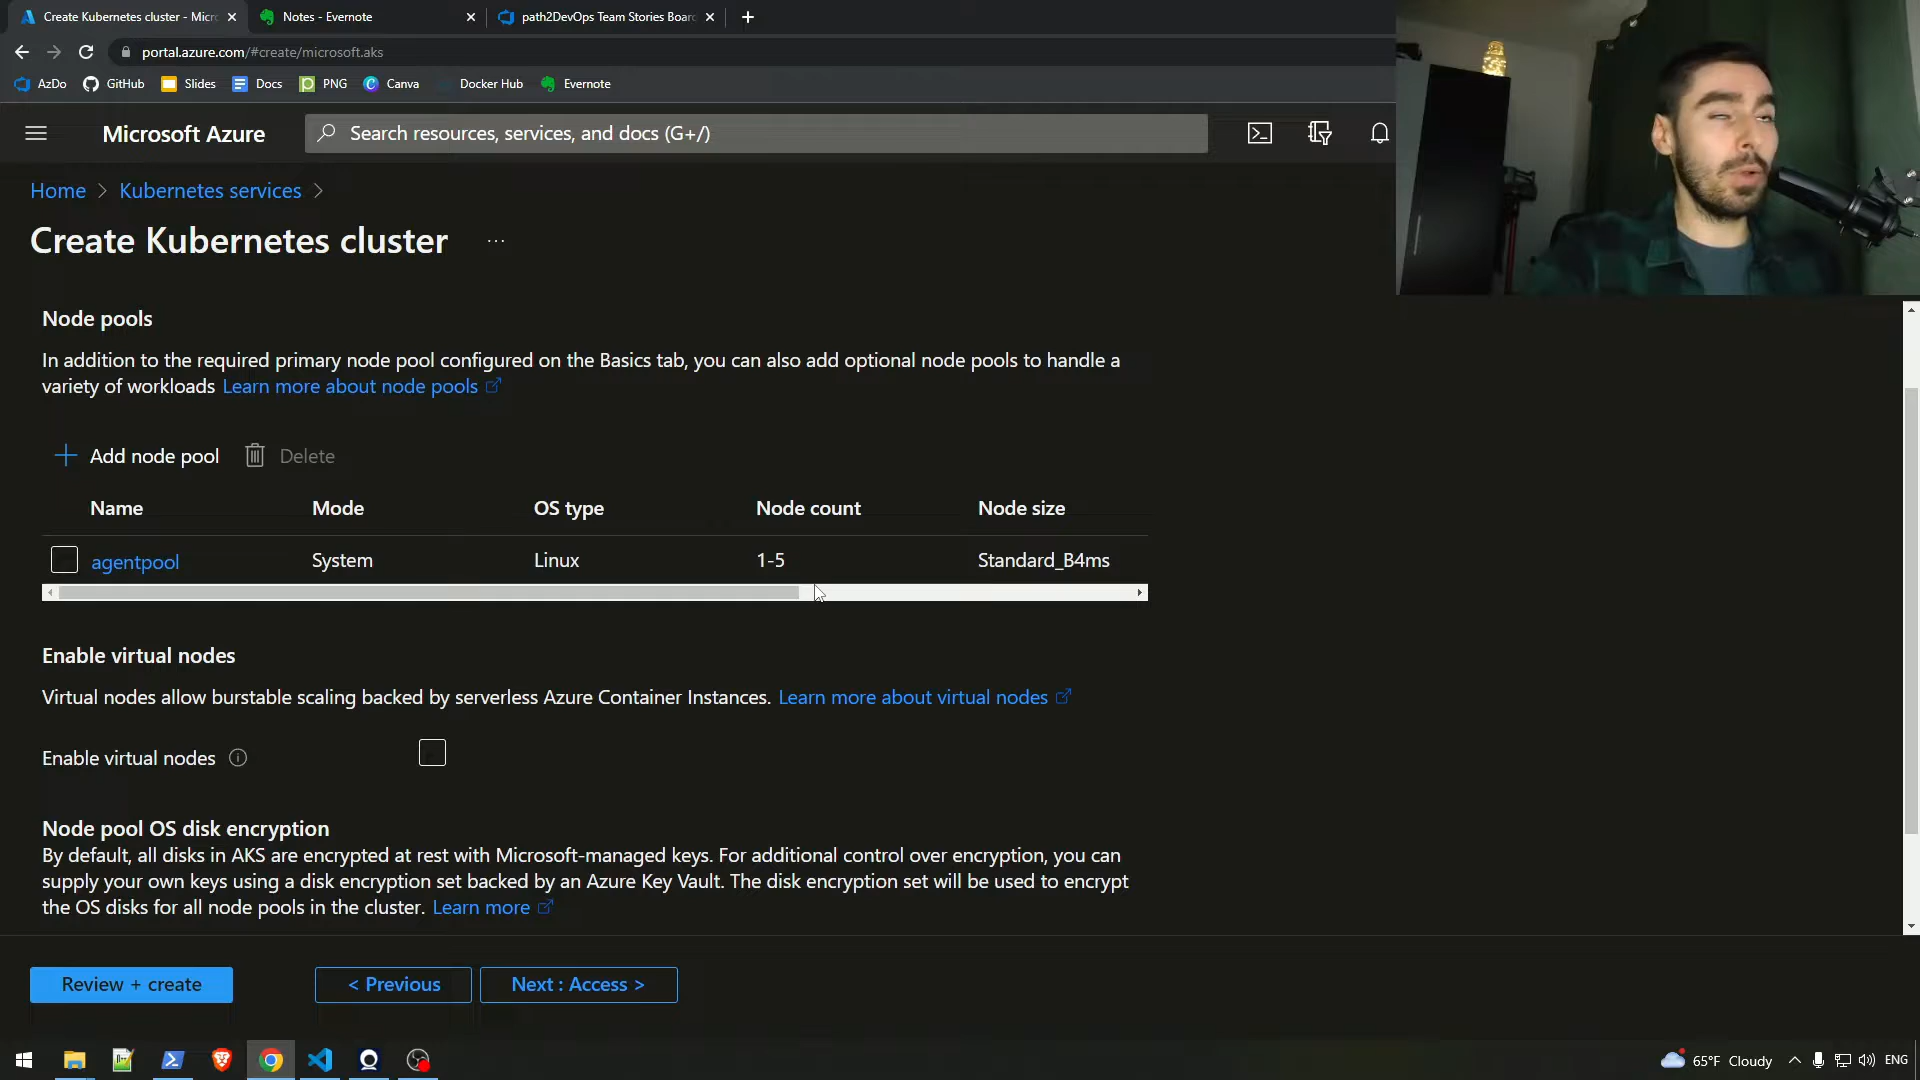 Create Kubernetes cluster - Micr
Notes - Evernote
path2DevOps Team Stories Boar
portal.azure.com/#create/microsoft.aks
AzDo
GitHub
Slides
Docs
PNG
Canva
Docker Hub
Evernote
Microsoft Azure
Search resources, services, and docs (G+/)
Home > Kubernetes services >
Create Kubernetes cluster ...
Node pools
In addition to the required primary node pool configured on the Basics tab, you can also add optional node pools to handle a
variety of workloads Learn more about node pools
Add node pool
Delete
Name Mode OS type Node count Node size
agentpool System Linux 1-5 Standard_B4ms
Enable virtual nodes
Virtual nodes allow burstable scaling backed by serverless Azure Container Instances. Learn more about virtual nodes
Enable virtual nodes
Node pool OS disk encryption
By default, all disks in AKS are encrypted at rest with Microsoft-managed keys. For additional control over encryption, you can
supply your own keys using a disk encryption set backed by an Azure Key Vault. The disk encryption set will be used to encrypt
the OS disks for all node pools in the cluster. Learn more
Review + create
< Previous
Next : Access >
65°F Cloudy
ENG